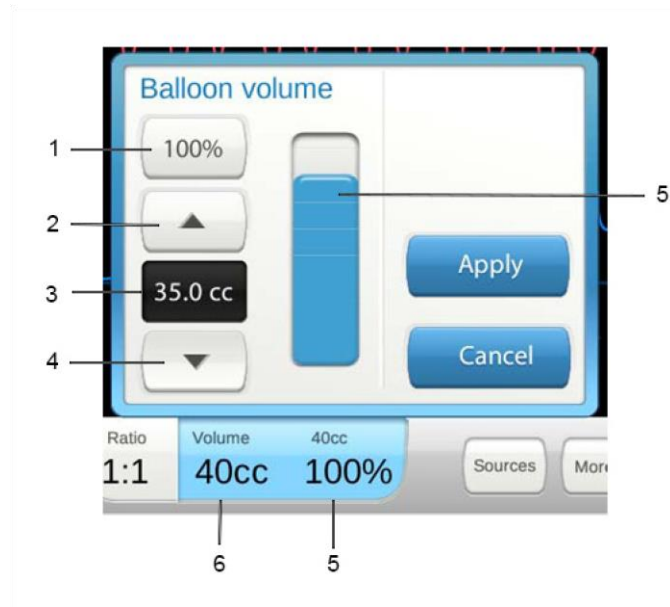 Balloon volume
1
100%
5
2
Apply
3
35.0 cc
4
Cancel
Ratio
Volume
40cc
1:1
40cc
100%
Sources
More
6
5